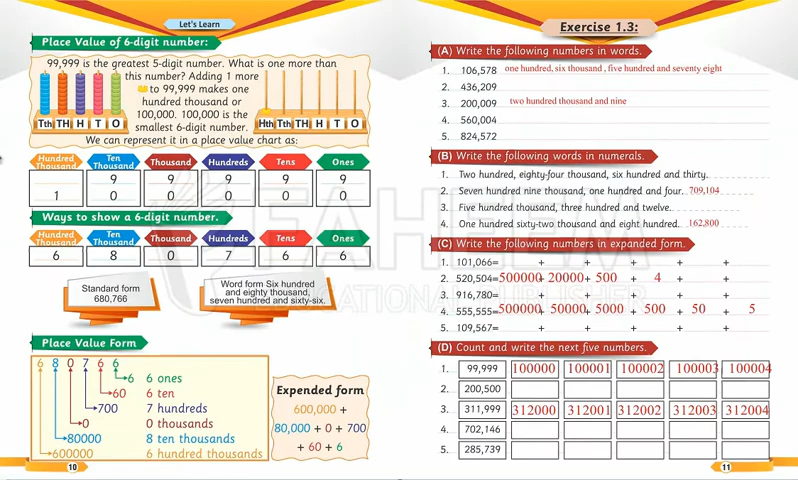 Let's Learn
Place Value of 6-digit number:
99,999 is the greatest 5-digit number. What is one more than
this number? Adding 1 more
to 99,999 makes one
hundred thousand or
100,000. 100,000 is the
smallest 6-digit number.
Tth TH H T O
Hth Tth TH H T O
We can represent it in a place value chart as:
Hundred Thousand Ten Thousand Thousand Hundreds Tens Ones
9 9 9 9 9
1 0 0 0 0 0
Ways to show a 6-digit number.
Hundred Thousand Ten Thousand Thousand Hundreds Tens Ones
6 8 0 7 6 6
Standard form
680,766
Word form Six hundred
and eighty thousand,
seven hundred and sixty-six.
Place Value Form
6 8 0 7 6 6
6 6 ones
60 6 ten
700 7 hundreds
0 0 thousands
80000 8 ten thousands
600000 6 hundred thousands
Expended form
600,000 +
80,000 + 0 + 700
+ 60 + 6
10
Exercise 1.3:
(A) Write the following numbers in words.
1. 106,578 one hundred, six thousand , five hundred and seventy eight
2. 436,209
3. 200,009 two hundred thousand and nine
4. 560,004
5. 824,572
(B) Write the following words in numerals.
1. Two hundred, eighty-four thousand, six hundred and thirty.
2. Seven hundred nine thousand, one hundred and four. 709,104
3. Five hundred thousand, three hundred and twelve.
4. One hundred sixty-two thousand and eight hundred. 162,800
(C) Write the following numbers in expanded form.
1. 101,066= + + + + +
2. 520,504= 500000 + 20000 + 500 + 4 + +
3. 916,780= + + + + +
4. 555,555= 500000 + 50000 + 5000 + 500 + 50 + 5
5. 109,567= + + + + +
(D) Count and write the next five numbers.
1. 99,999 100000 100001 100002 100003 100004
2. 200,500
3. 311,999 312000 312001 312002 312003 312004
4. 702,146
5. 285,739
11
FAHEEM
EDUCATIONAL PUBLISHER